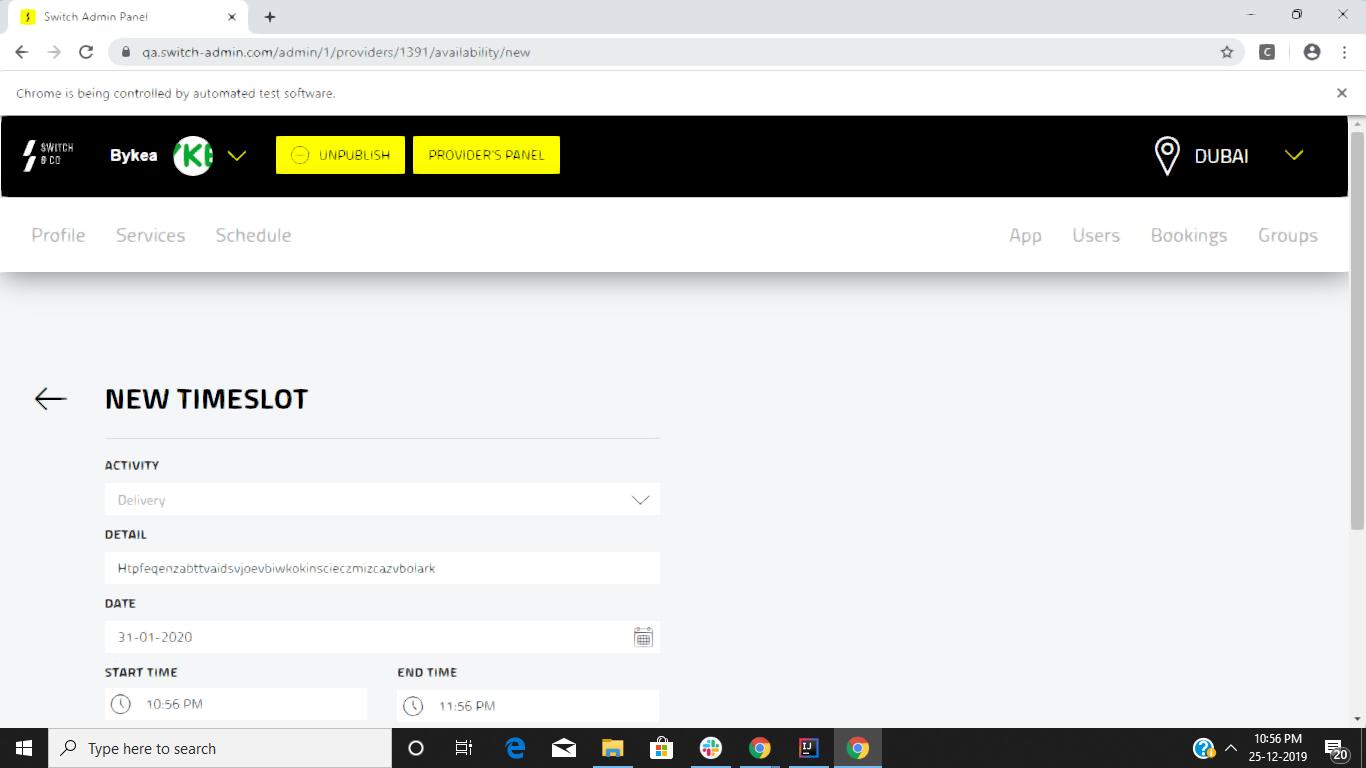 Switch Admin Panel
qa.switch-admin.com/admin/1/providers/1391/availability/new
C
Chrome is being controlled by automated test software.
SWITCH
& CO
Bykea
UNPUBLISH
PROVIDER'S PANEL
DUBAI
Profile
Services
Schedule
App
Users
Bookings
Groups
NEW TIMESLOT
ACTIVITY
Delivery
DETAIL
Htpfeqenzabttvaidsvjoevbiwkokinscieczmizcazvbolark
DATE
31-01-2020
START TIME
END TIME
10:56 PM
11:56 PM
Type here to search
IJ
10:56 PM
25-12-2019
20